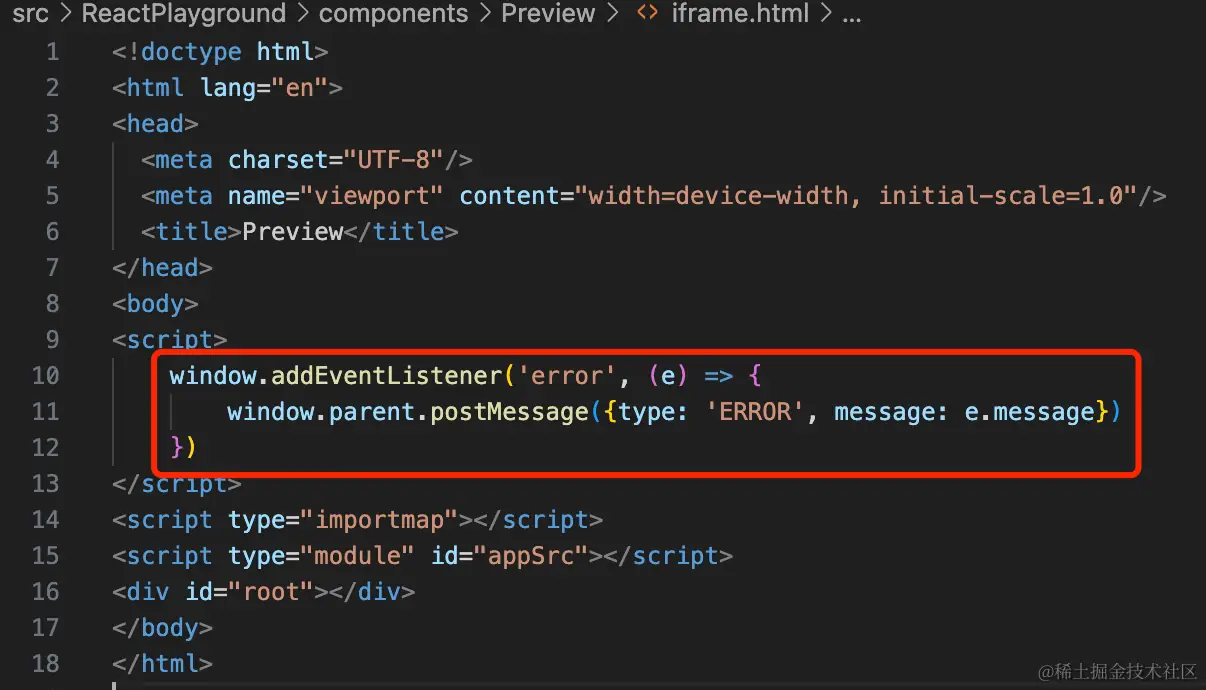 src > ReactPlayground > components > Preview > <> iframe.html > ...
1 <!doctype html>
2 <html lang="en">
3 <head>
4 <meta charset="UTF-8"/>
5 <meta name="viewport" content="width=device-width, initial-scale=1.0"/>
6 <title>Preview</title>
7 </head>
8 <body>
9 <script>
10 window.addEventListener('error', (e) => {
11 window.parent.postMessage({type: 'ERROR', message: e.message})
12 })
13 </script>
14 <script type="importmap"></script>
15 <script type="module" id="appSrc"></script>
16 <div id="root"></div>
17 </body>
18 </html>
@稀土掘金技术社区